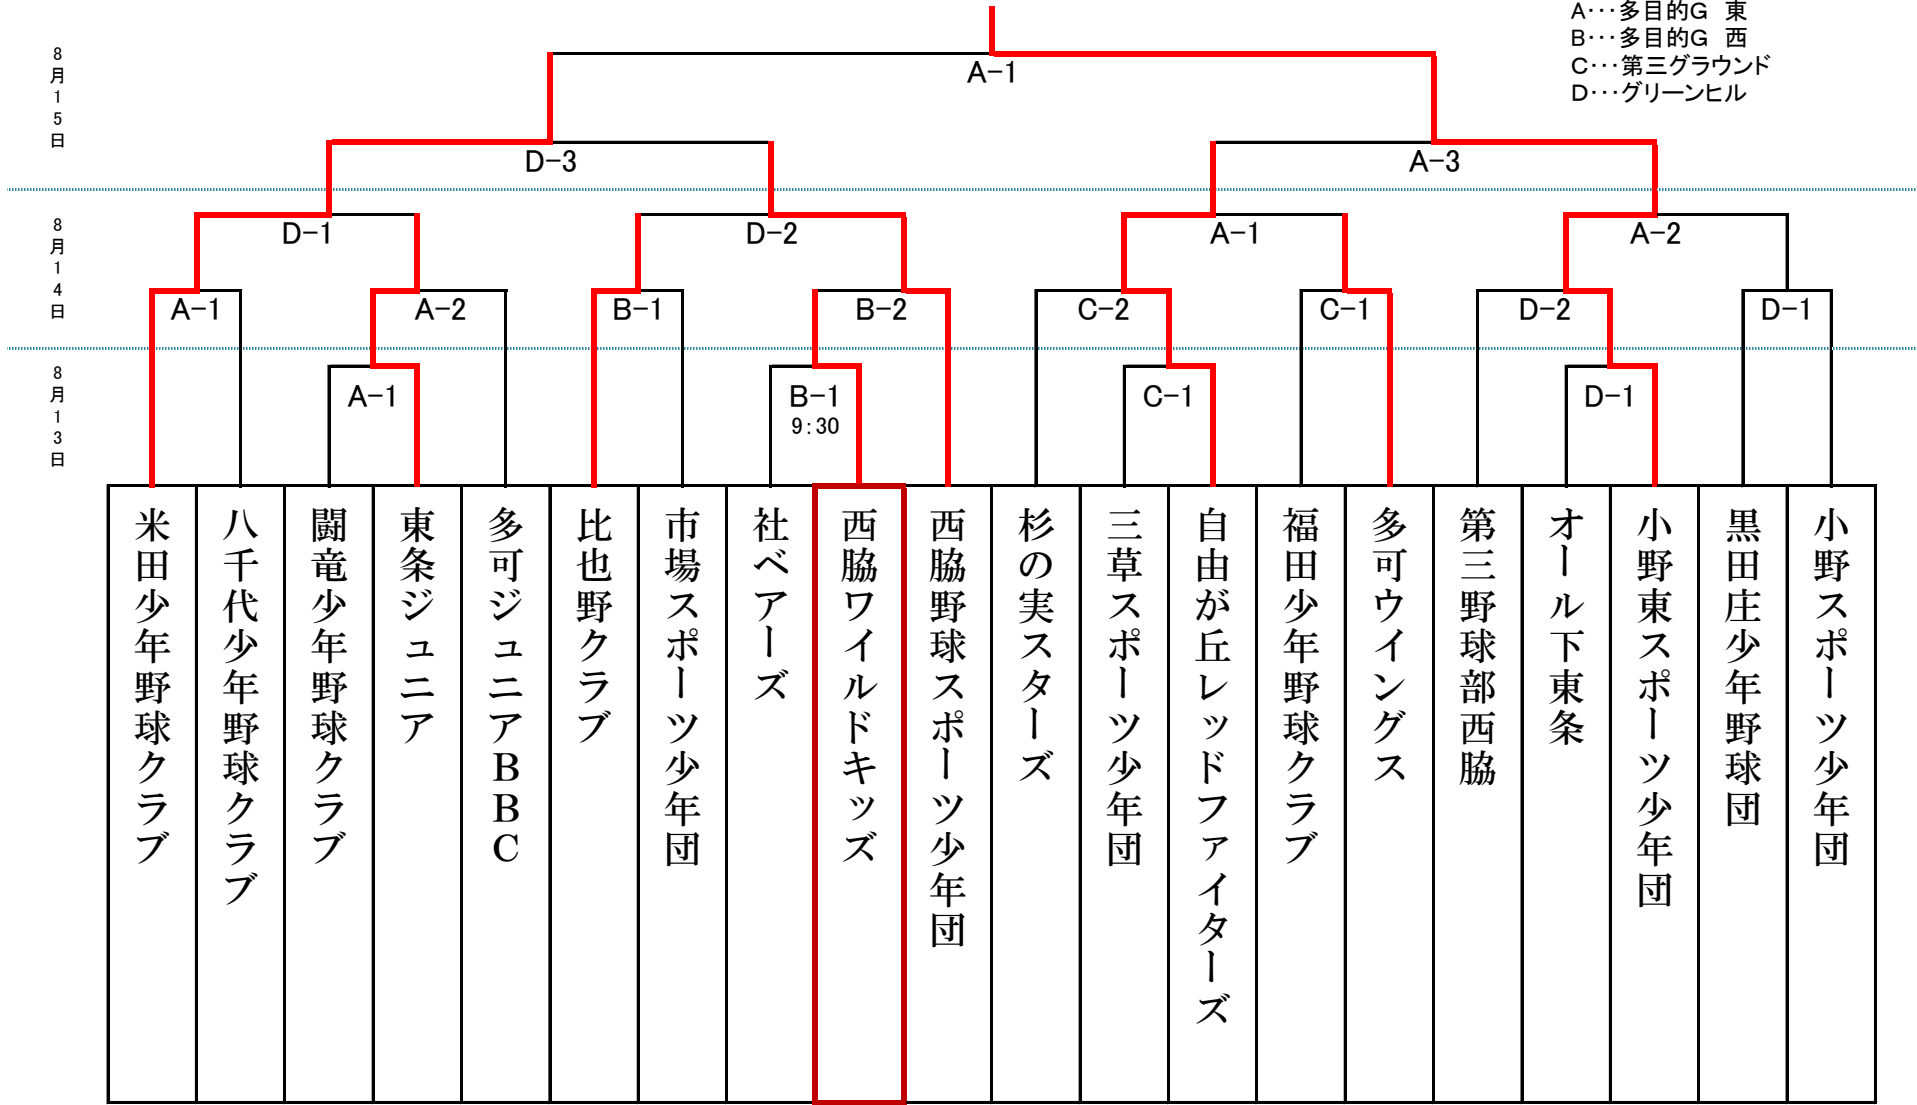 A･･･多目的G　東
B･･･多目的G　西
C･･･第三グラウンド
D･･･グリーンヒル
8月15日
A-1
D-3
A-3
8月14日
D-1
D-2
A-1
A-2
A-1
A-2
B-1
B-2
C-2
C-1
D-2
D-1
8月13日
A-1
B-1
9:30
C-1
D-1
米田少年野球クラブ
八千代少年野球クラブ
闘竜少年野球クラブ
東条ジュニア
多可ジュニアBBC
比也野クラブ
市場スポーツ少年団
社ベアーズ
西脇ワイルドキッズ
西脇野球スポーツ少年団
杉の実スターズ
三草スポーツ少年団
自由が丘レッドファイターズ
福田少年野球クラブ
多可ウイングス
第三野球部西脇
オール下東条
小野東スポーツ少年団
黒田庄少年野球団
小野スポーツ少年団